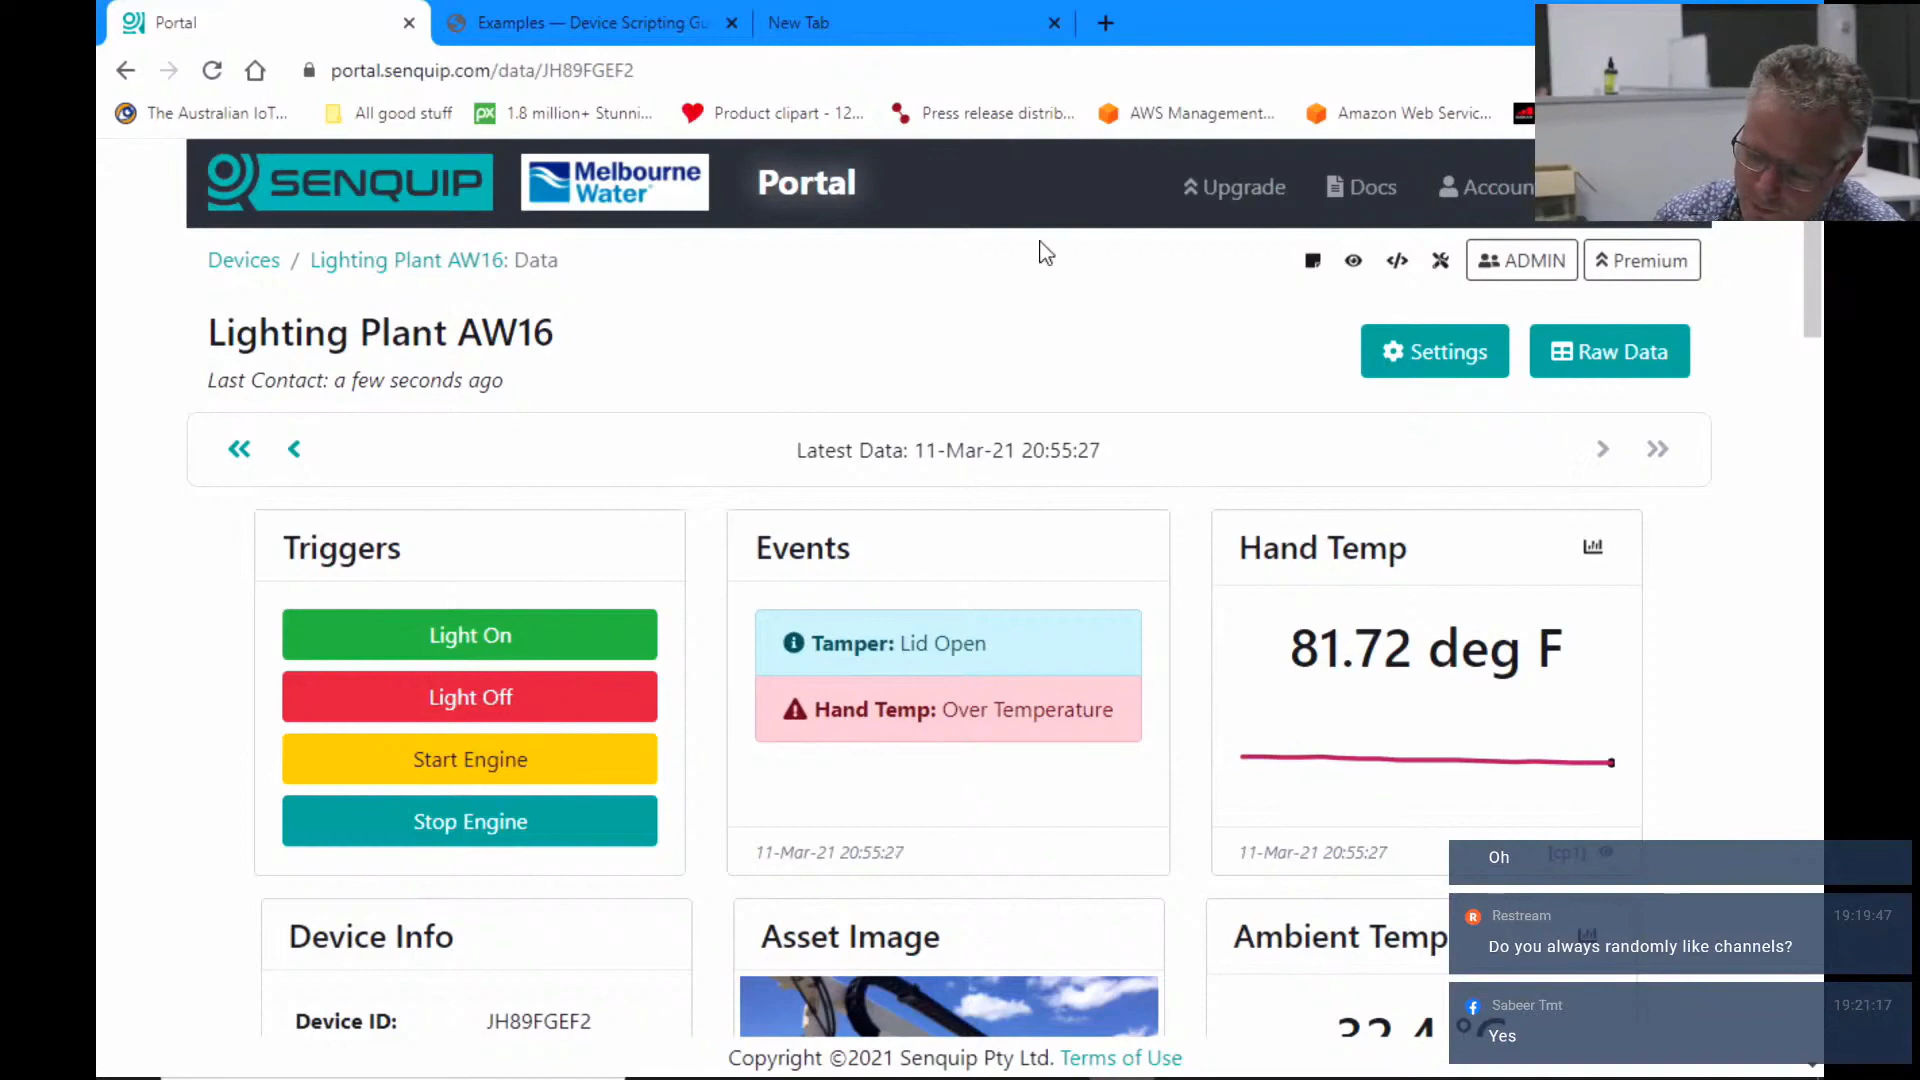 Portal
Examples — Device Scripting Gu
New Tab
portal.senquip.com/data/JH89FGEF2
The Australian IoT...
All good stuff
px
1.8 million+ Stunni...
Product clipart - 12...
Press release distrib...
AWS Management...
Amazon Web Servic...
SENQUIP
Melbourne
Water
Portal
Upgrade
Docs
Accoun
Devices / Lighting Plant AW16: Data
ADMIN
Premium
Lighting Plant AW16
Last Contact: a few seconds ago
Settings
Raw Data
Latest Data: 11-Mar-21 20:55:27
Triggers
Light On
Light Off
Start Engine
Stop Engine
Events
Tamper: Lid Open
Hand Temp: Over Temperature
11-Mar-21 20:55:27
Hand Temp
81.72 deg F
11-Mar-21 20:55:27
[cp1]
Device Info
Device ID: JH89FGEF2
Asset Image
Ambient Temp
32.4 °C
Oh
R
Restream
19:19:47
Do you always randomly like channels?
Sabeer Tmt
19:21:17
Yes
Copyright ©2021 Senquip Pty Ltd. Terms of Use